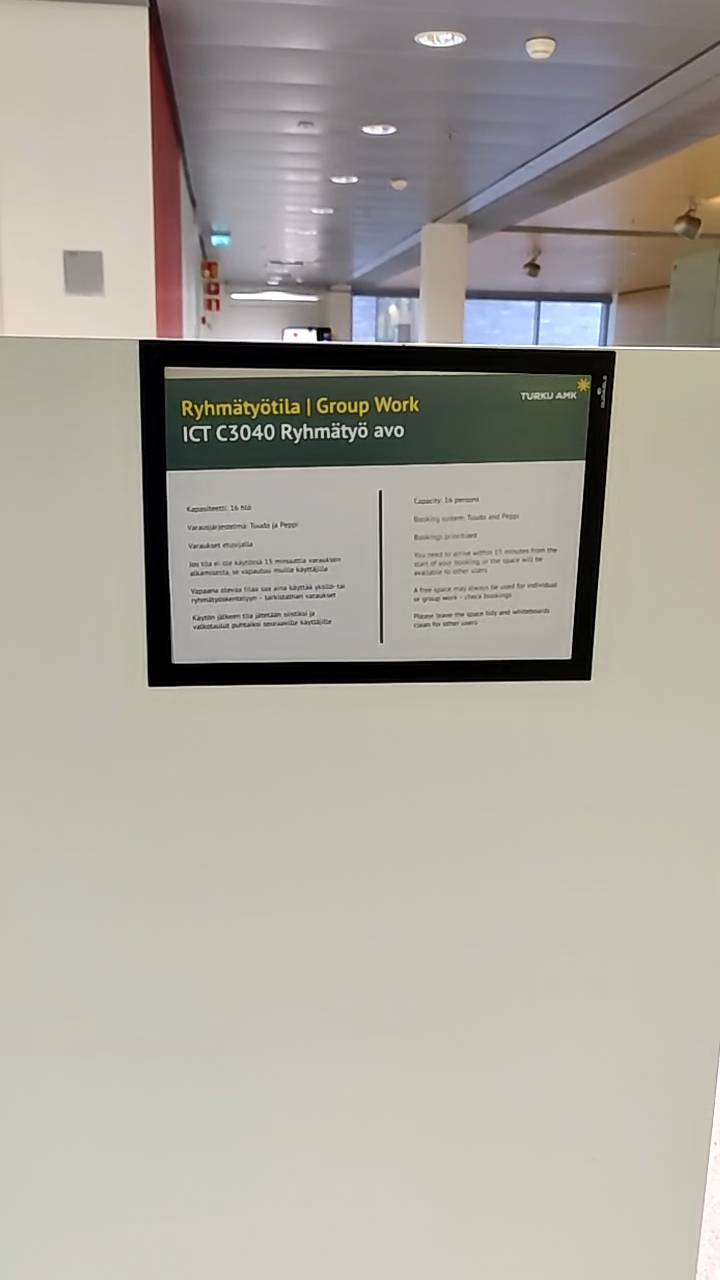 Ryhmätyötila | Group Work
ICT C3040 Ryhmätyö avo
TURKU AMK
Kapasiteetti: 16 hlö
Varausjärjestelmä: Tuudo ja Peppi
Varaukset etusijalla
Jos tila ei ole käytössä 15 minuuttia varauksen
alkamisesta, se vapautuu muille käyttäjille
Vapaana olevaa tilaa saa aina käyttää yksilö- tai
ryhmätyöskentelyyn – tarkistathan varaukset
Käytön jälkeen tila jätetään siistiksi ja
valkotaulut puhtaiksi seuraaville käyttäjille
Capacity: 16 persons
Booking system: Tuudo and Peppi
Bookings prioritized
You need to arrive within 15 minutes from the
start of your booking or the space will be
available to other users
A free space may always be used for individual
or group work - check bookings
Please leave the space tidy and whiteboards
clean for other users